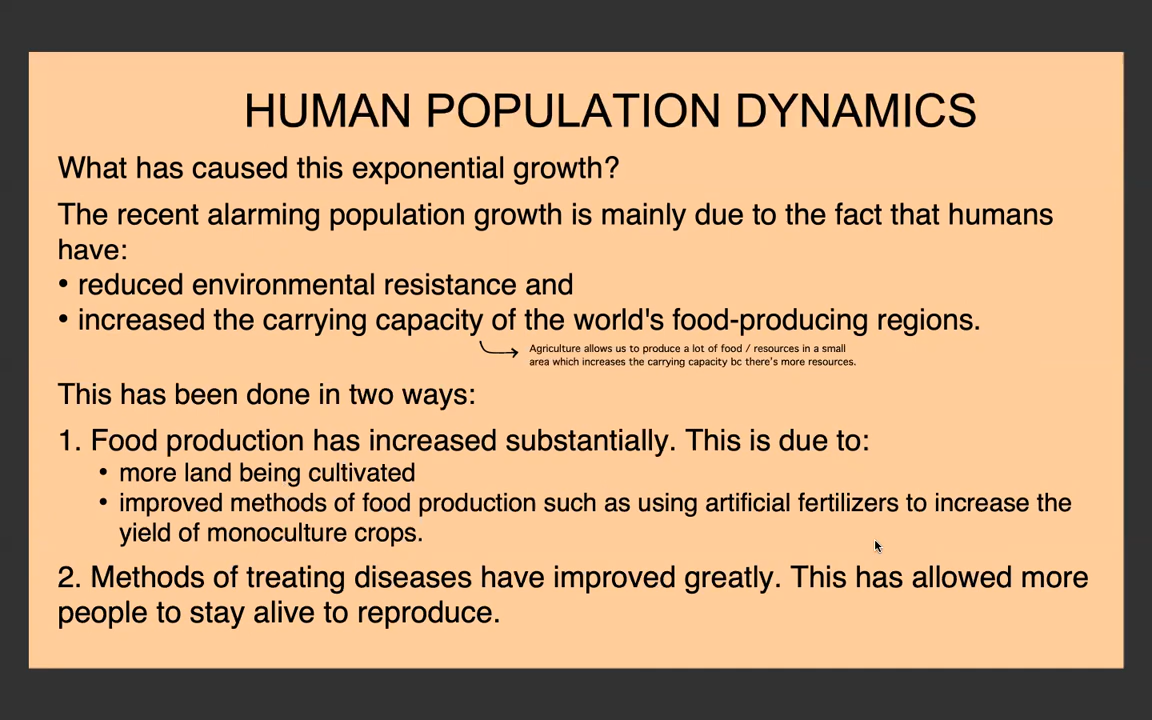 HUMAN POPULATION DYNAMICS
What has caused this exponential growth?
The recent alarming population growth is mainly due to the fact that humans
have:
• reduced environmental resistance and
• increased the carrying capacity of the world's food-producing regions.
Agriculture allows us to produce a lot of food / resources in a small
area which increases the carrying capacity bc there's more resources.
This has been done in two ways:
1. Food production has increased substantially. This is due to:
• more land being cultivated
• improved methods of food production such as using artificial fertilizers to increase the
yield of monoculture crops.
2. Methods of treating diseases have improved greatly. This has allowed more
people to stay alive to reproduce.